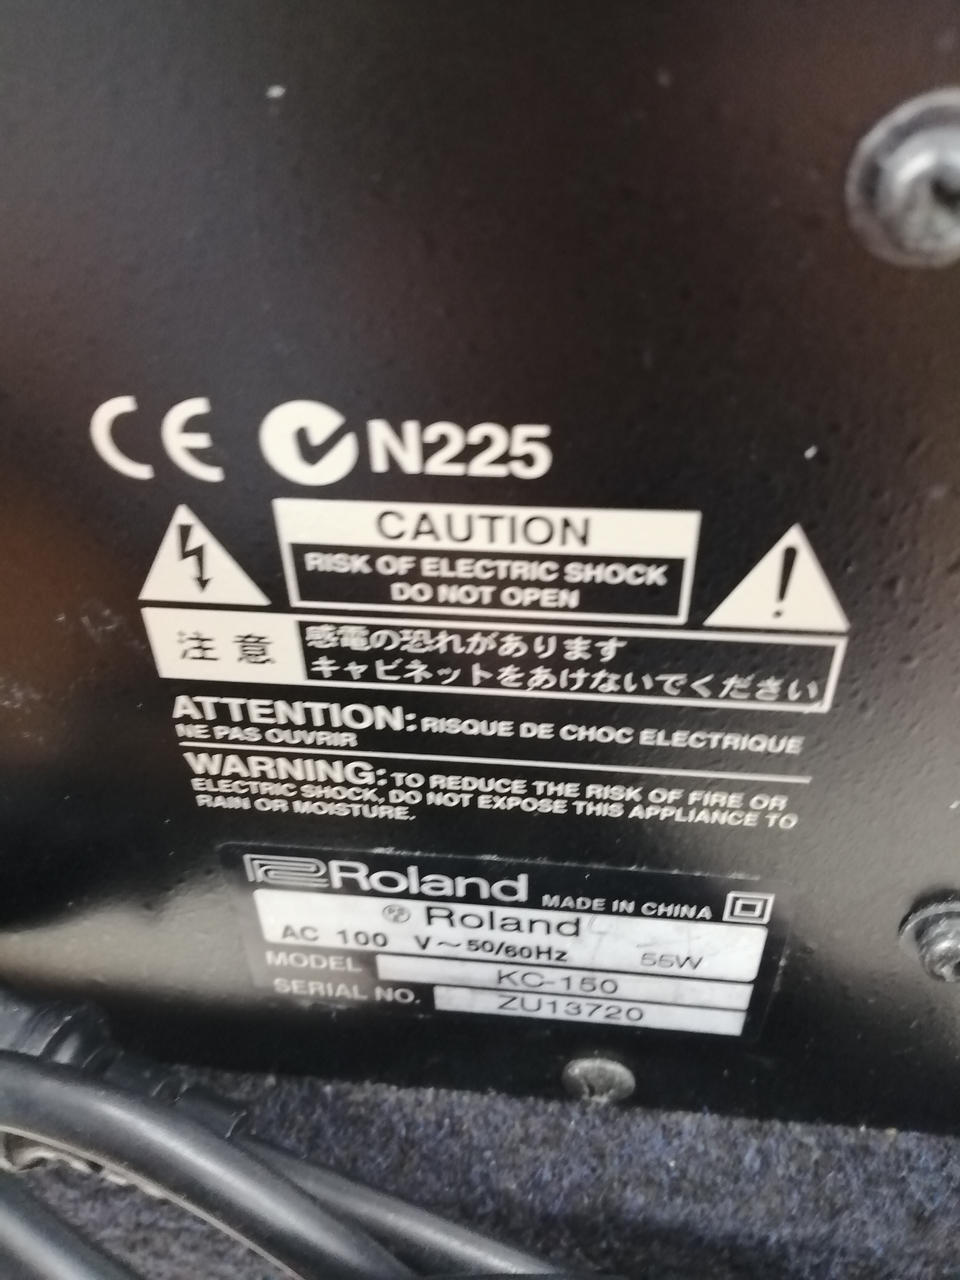 CE N225
CAUTION
RISK OF ELECTRIC SHOCK
DO NOT OPEN
注意
感電の恐れがあります
キャビネットをあけないでください
ATTENTION: RISQUE DE CHOC ELECTRIQUE
NE PAS OUVRIR
WARNING: TO REDUCE THE RISK OF FIRE OR
ELECTRIC SHOCK, DO NOT EXPOSE THIS APPLIANCE TO
RAIN OR MOISTURE.
Roland MADE IN CHINA
Roland
AC 100 V~50/60Hz 55W
MODEL KC-150
SERIAL NO. ZU13720